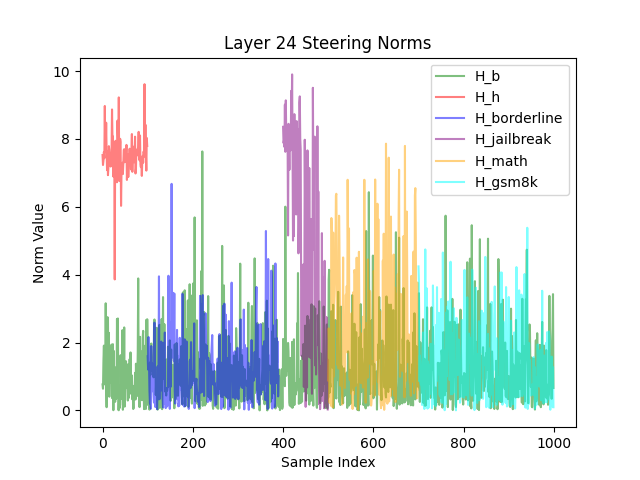 Layer 24 Steering Norms
Norm Value
10
8
6
4
2
0
0
200
400
600
800
1000
Sample Index
H_b
H_h
H_borderline
H_jailbreak
H_math
H_gsm8k